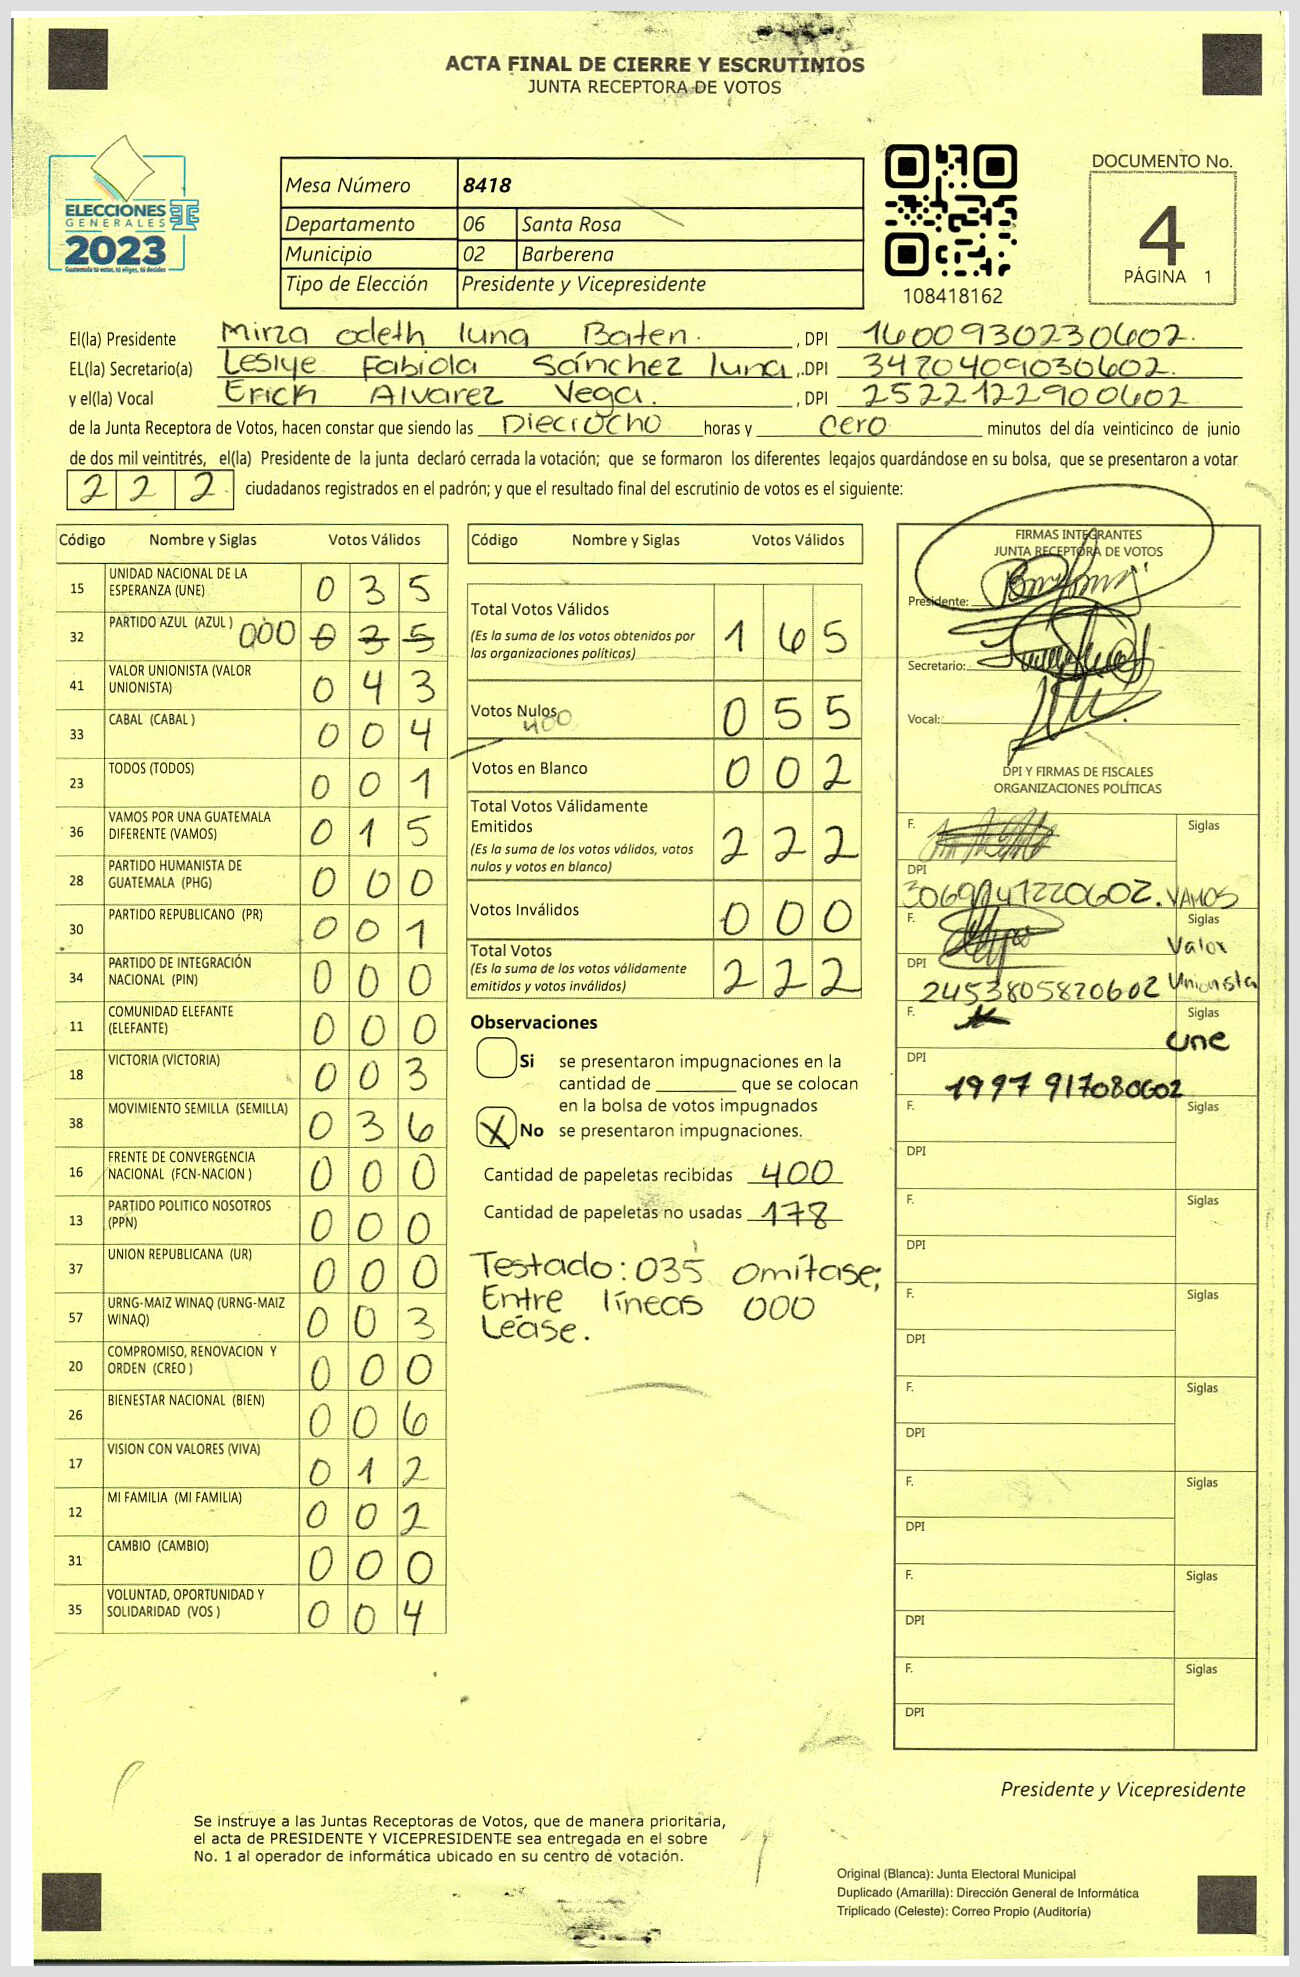 ACTA FINAL DE CIERRE Y ESCRUTINIOS
JUNTA RECEPTORA DE VOTOS
ELECCIONES
GENERALES
2023
Guatemala tú votas, tú eliges, tú decides
Mesa Número 8418
Departamento 06 Santa Rosa
Municipio 02 Barberena
Tipo de Elección Presidente y Vicepresidente
108418162
DOCUMENTO No.
4
PÁGINA 1
El(la) Presidente Mirza odeth luna Baten. , DPI 1600930230602.
EL(la) Secretario(a) Leslye Fabiola Sánchez luna , .DPI 3470409030602.
y el(la) Vocal Erick Alvarez Vega. , DPI 2522122900602
de la Junta Receptora de Votos, hacen constar que siendo las Dieciocho horas y cero minutos del día veinticinco de junio
de dos mil veintitrés, el(la) Presidente de la junta declaró cerrada la votación; que se formaron los diferentes legajos guardándose en su bolsa, que se presentaron a votar
2 2 2 ciudadanos registrados en el padrón; y que el resultado final del escrutinio de votos es el siguiente:
Código Nombre y Siglas Votos Válidos
15 UNIDAD NACIONAL DE LA ESPERANZA (UNE) 0 3 5
32 PARTIDO AZUL (AZUL ) 000 0 3 5
41 VALOR UNIONISTA (VALOR UNIONISTA) 0 4 3
33 CABAL (CABAL ) 0 0 4
23 TODOS (TODOS) 0 0 1
36 VAMOS POR UNA GUATEMALA DIFERENTE (VAMOS) 0 1 5
28 PARTIDO HUMANISTA DE GUATEMALA (PHG) 0 0 0
30 PARTIDO REPUBLICANO (PR) 0 0 1
34 PARTIDO DE INTEGRACIÓN NACIONAL (PIN) 0 0 0
11 COMUNIDAD ELEFANTE (ELEFANTE) 0 0 0
18 VICTORIA (VICTORIA) 0 0 3
38 MOVIMIENTO SEMILLA (SEMILLA) 0 3 6
16 FRENTE DE CONVERGENCIA NACIONAL (FCN-NACION ) 0 0 0
13 PARTIDO POLITICO NOSOTROS (PPN) 0 0 0
37 UNION REPUBLICANA (UR) 0 0 0
57 URNG-MAIZ WINAQ (URNG-MAIZ WINAQ) 0 0 3
20 COMPROMISO, RENOVACION Y ORDEN (CREO ) 0 0 0
26 BIENESTAR NACIONAL (BIEN) 0 0 6
17 VISION CON VALORES (VIVA) 0 1 2
12 MI FAMILIA (MI FAMILIA) 0 0 2
31 CAMBIO (CAMBIO) 0 0 0
35 VOLUNTAD, OPORTUNIDAD Y SOLIDARIDAD (VOS ) 0 0 4
Código Nombre y Siglas Votos Válidos
Total Votos Válidos 1 6 5
(Es la suma de los votos obtenidos por
las organizaciones políticas)
Votos Nulos 0 5 5
400
Votos en Blanco 0 0 2
Total Votos Válidamente
Emitidos 2 2 2
(Es la suma de los votos válidos, votos
nulos y votos en blanco)
Votos Inválidos 0 0 0
Total Votos 2 2 2
(Es la suma de los votos válidamente
emitidos y votos inválidos)
Observaciones
Si se presentaron impugnaciones en la
cantidad de ________ que se colocan
en la bolsa de votos impugnados
X No se presentaron impugnaciones.
Cantidad de papeletas recibidas 400
Cantidad de papeletas no usadas 178
Testado: 035 omítase;
Entre líneas 000
Léase.
FIRMAS INTEGRANTES
JUNTA RECEPTORA DE VOTOS
Presidente:
Secretario:
Vocal:
DPI Y FIRMAS DE FISCALES
ORGANIZACIONES POLÍTICAS
F. Siglas
DPI VAMOS
F. Siglas
Valor
DPI 2453805820602 Unionista
F. Siglas
une
DPI
1997 917080602
F. Siglas
DPI
F. Siglas
DPI
F. Siglas
DPI
F. Siglas
DPI
F. Siglas
DPI
F. Siglas
DPI
F. Siglas
DPI
Presidente y Vicepresidente
Se instruye a las Juntas Receptoras de Votos, que de manera prioritaria,
el acta de PRESIDENTE Y VICEPRESIDENTE sea entregada en el sobre
No. 1 al operador de informática ubicado en su centro de votación.
Original (Blanca): Junta Electoral Municipal
Duplicado (Amarilla): Dirección General de Informática
Triplicado (Celeste): Correo Propio (Auditoría)